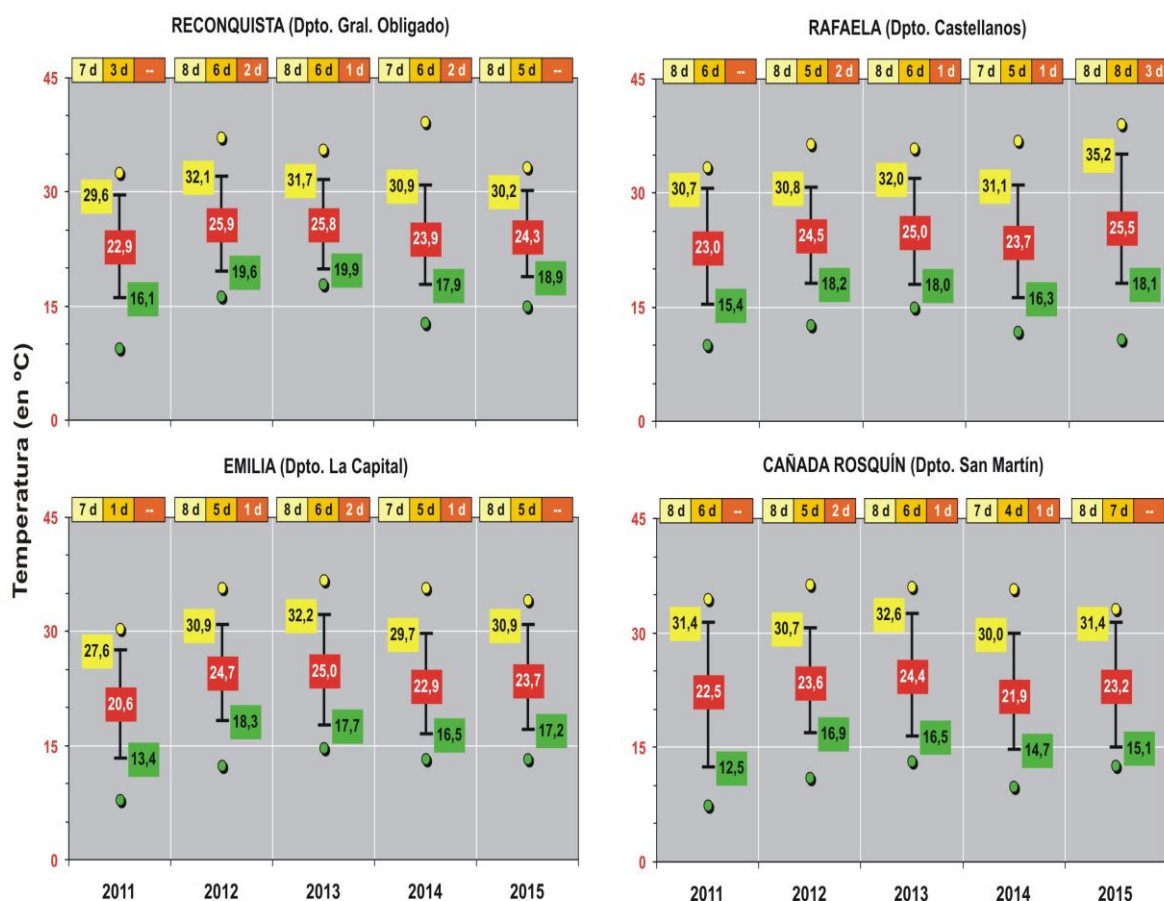 RECONQUISTA (Dpto. Gral. Obligado)
7 d 3 d -- 8 d 6 d 2 d 8 d 6 d 1 d 7 d 6 d 2 d 8 d 5 d --
45
30
15
0
29,6 32,1 31,7 30,9 30,2
22,9 25,9 25,8 23,9 24,3
16,1 19,6 19,9 17,9 18,9
RAFAELA (Dpto. Castellanos)
8 d 6 d -- 8 d 5 d 2 d 8 d 6 d 1 d 7 d 5 d 1 d 8 d 8 d 3 d
45
30
15
0
30,7 30,8 32,0 31,1 35,2
23,0 24,5 25,0 23,7 25,5
15,4 18,2 18,0 16,3 18,1
Temperatura (en ºC)
EMILIA (Dpto. La Capital)
7 d 1 d -- 8 d 5 d 1 d 8 d 6 d 2 d 7 d 5 d 1 d 8 d 5 d --
45
30
15
0
27,6 30,9 32,2 29,7 30,9
20,6 24,7 25,0 22,9 23,7
13,4 18,3 17,7 16,5 17,2
2011 2012 2013 2014 2015
CAÑADA ROSQUÍN (Dpto. San Martín)
8 d 6 d -- 8 d 5 d 2 d 8 d 6 d 1 d 7 d 4 d 1 d 8 d 7 d --
45
30
15
0
31,4 30,7 32,6 30,0 31,4
22,5 23,6 24,4 21,9 23,2
12,5 16,9 16,5 14,7 15,1
2011 2012 2013 2014 2015